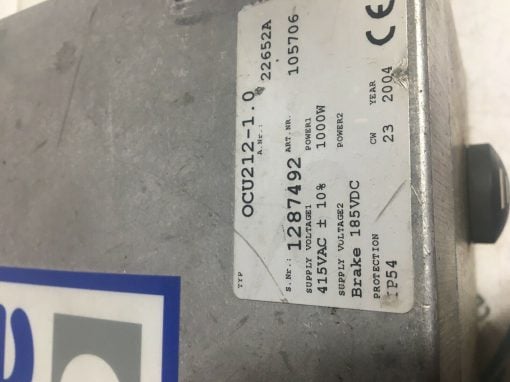 TYP OCU212-1.0
A.Nr.: 22652A
S.Nr.: 1287492 ART.NR. 105706
SUPPLY VOLTAGE1 POWER1
415VAC ± 10% 1000W
SUPPLY VOLTAGE2 POWER2
Brake 185VDC
PROTECTION CW YEAR
IP54 23 2004
CE